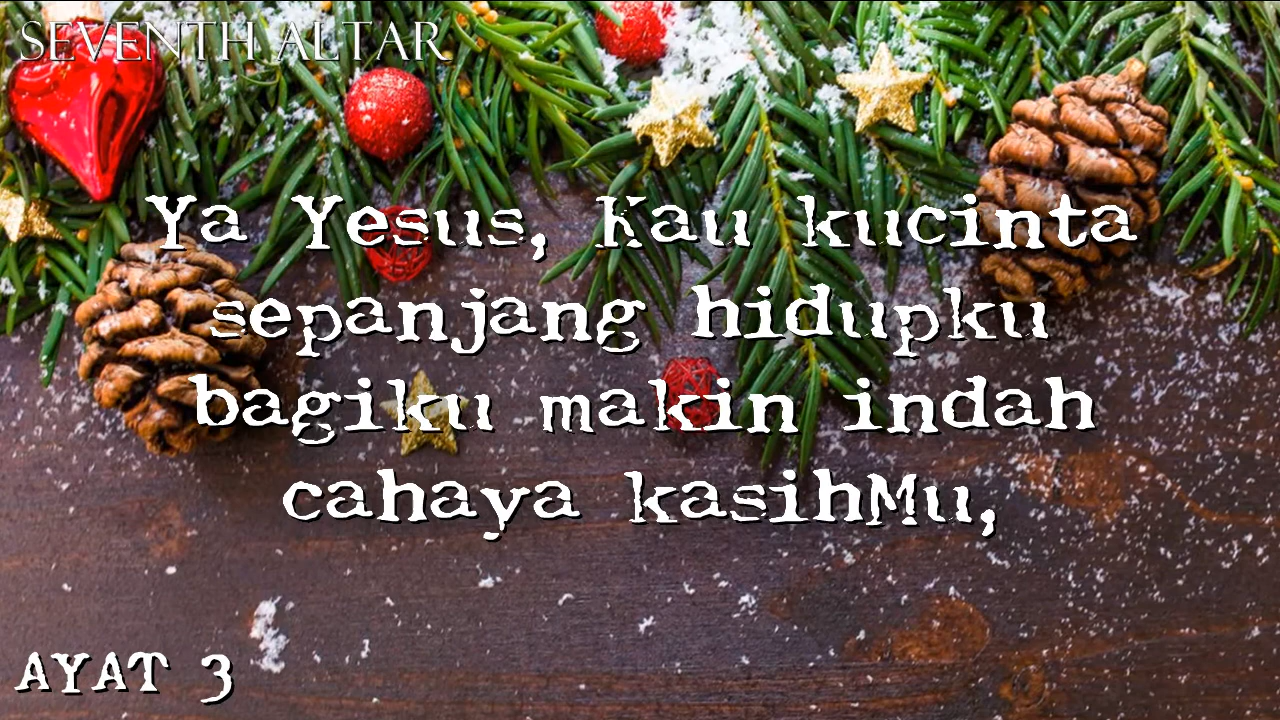 SEVENTH ALTAR
Ya Yesus, Kau kucinta
sepanjang hidupku
bagiku makin indah
cahaya kasihMu,
AYAT 3